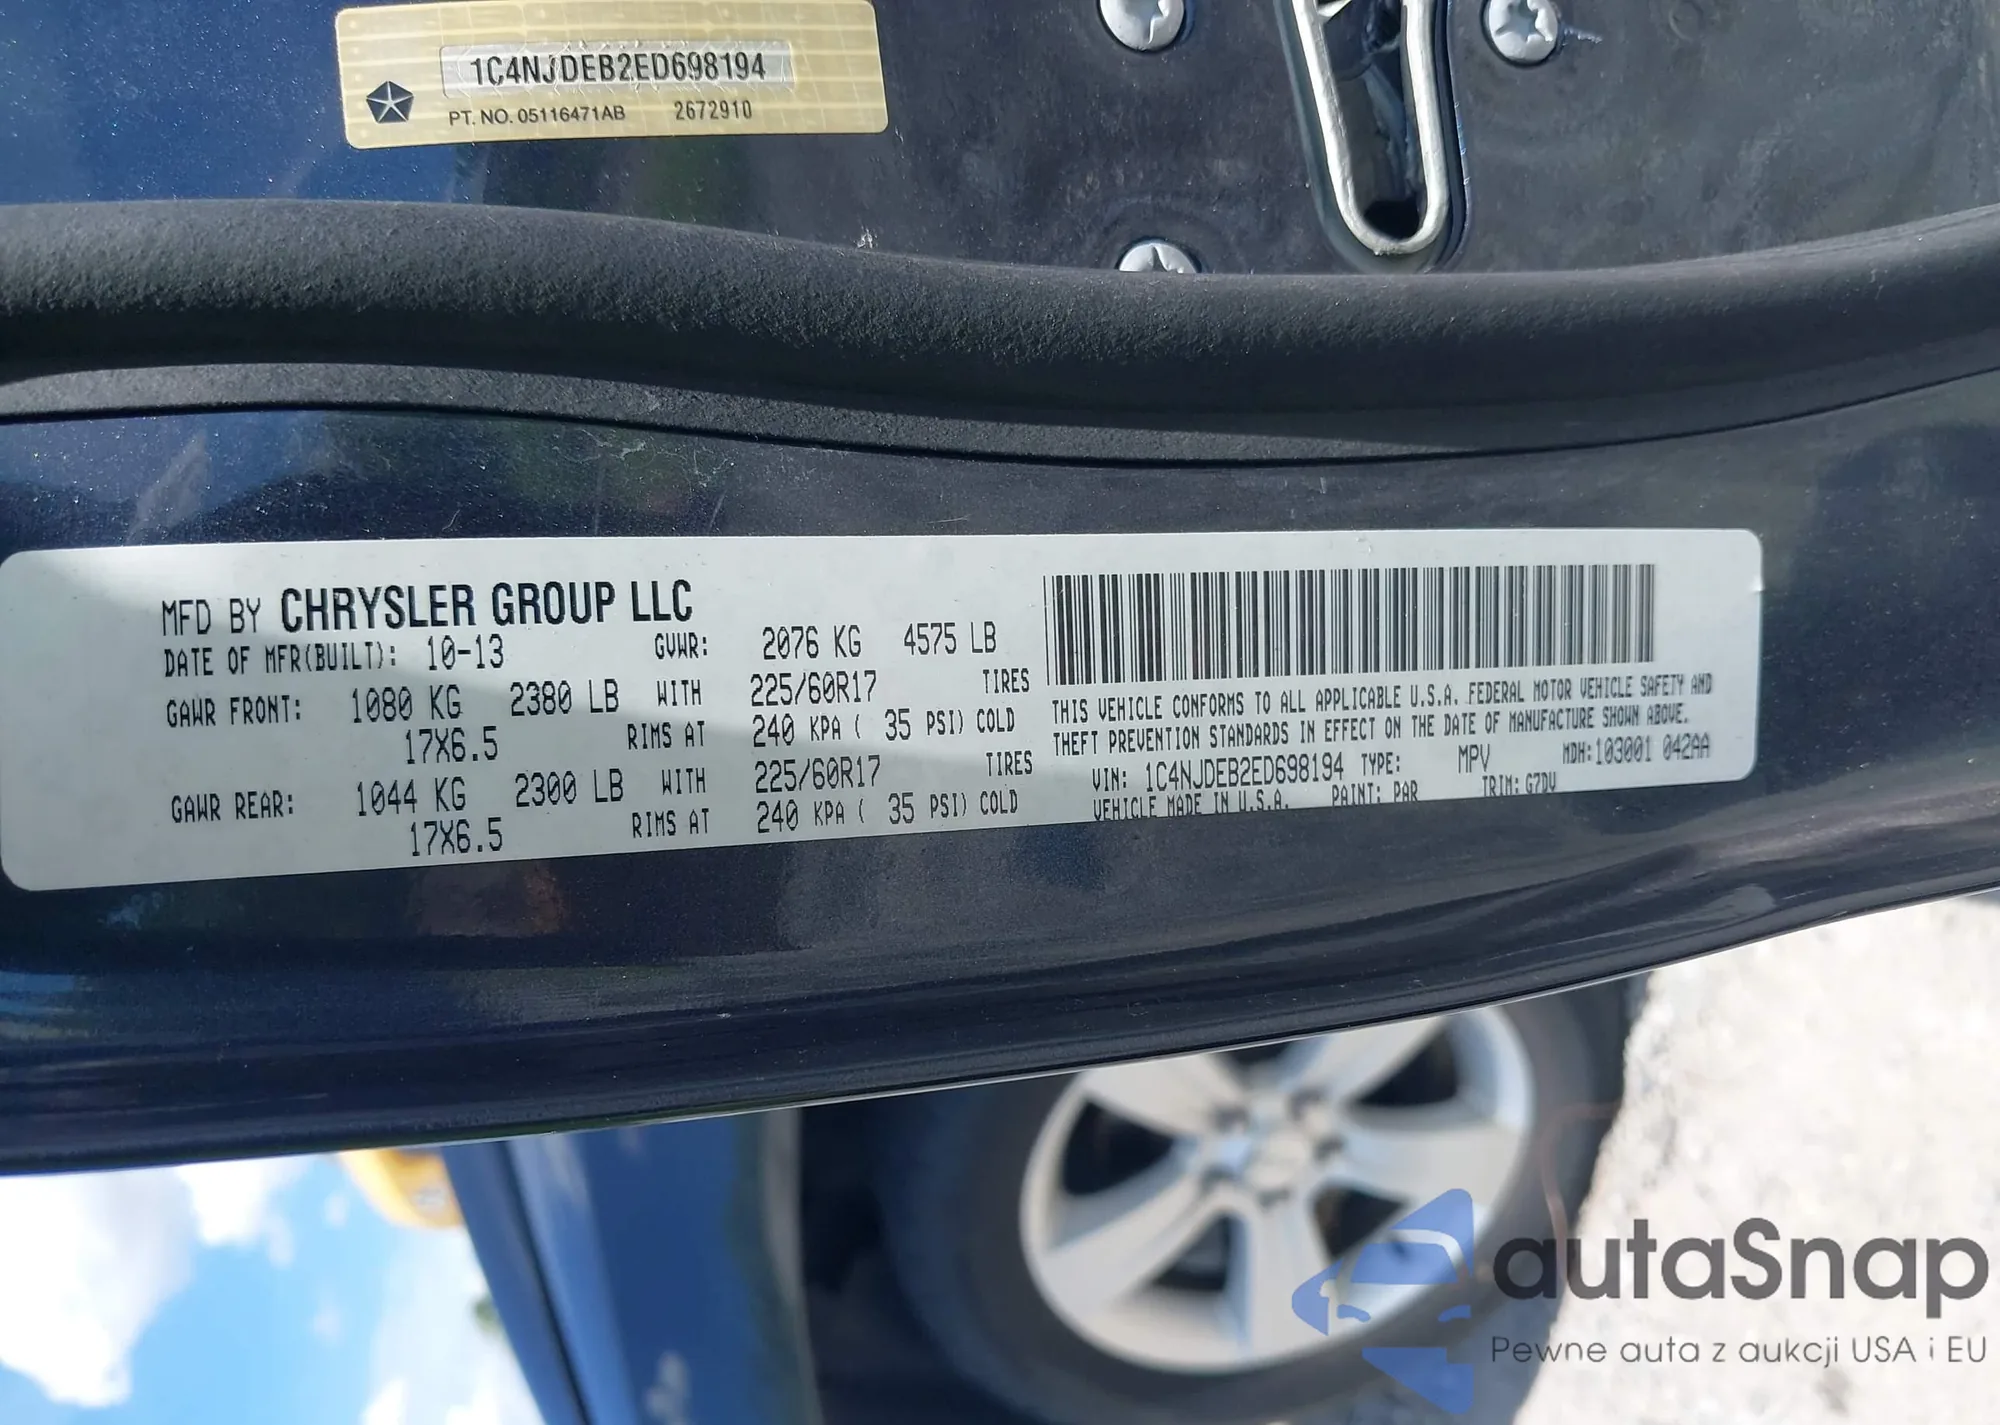 1C4NJDEB2ED698194
PT. NO. 05116471AB 2672910
MFD BY CHRYSLER GROUP LLC
DATE OF MFR(BUILT): 10-13 GVWR: 2076 KG 4575 LB
GAWR FRONT: 1080 KG 2380 LB WITH 225/60R17 TIRES
17X6.5 RIMS AT 240 KPA ( 35 PSI) COLD
GAWR REAR: 1044 KG 2300 LB WITH 225/60R17 TIRES
17X6.5 RIMS AT 240 KPA ( 35 PSI) COLD
THIS VEHICLE CONFORMS TO ALL APPLICABLE U.S.A. FEDERAL MOTOR VEHICLE SAFETY AND
THEFT PREVENTION STANDARDS IN EFFECT ON THE DATE OF MANUFACTURE SHOWN ABOVE.
VIN: 1C4NJDEB2ED698194 TYPE: MPV MDH:103001 042AA
VEHICLE MADE IN U.S.A. PAINT: PAR TRIM: G7DV
autoSnap
Pewne auta z aukcji USA i EU